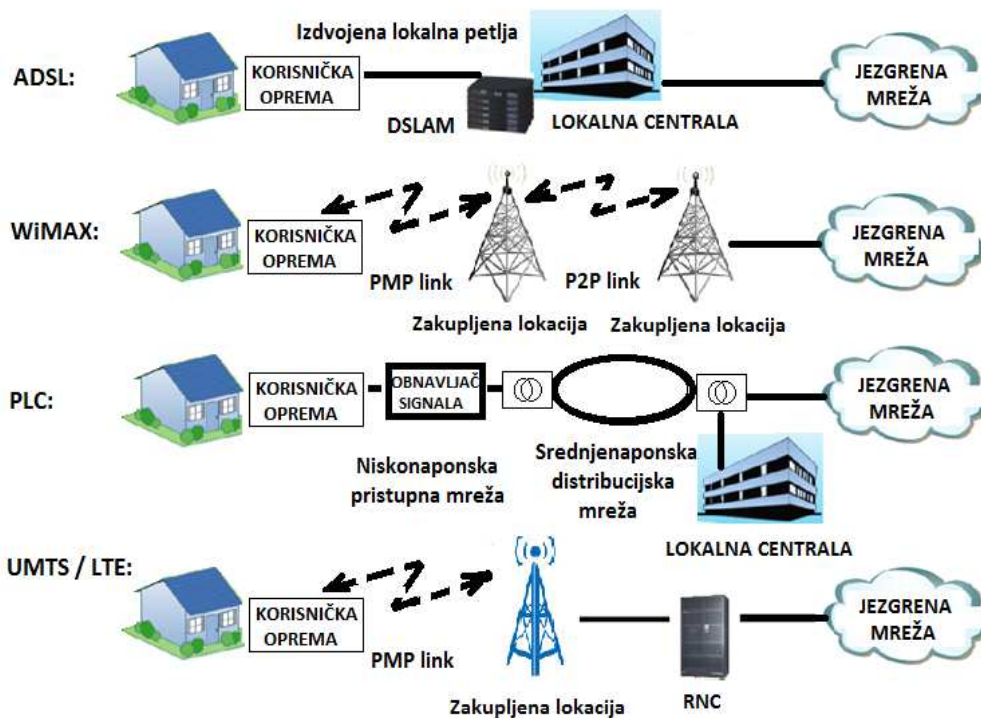 Izdvojena lokalna petlja
ADSL:
KORISNIČKA
OPREMA
DSLAM
LOKALNA CENTRALA
JEZGRENA
MREŽA
WiMAX:
KORISNIČKA
OPREMA
PMP link
P2P link
JEZGRENA
MREŽA
Zakupljena lokacija
Zakupljena lokacija
PLC:
KORISNIČKA
OPREMA
OBNAVLJAČ
SIGNALA
JEZGRENA
MREŽA
Niskonaponska
pristupna mreža
Srednjenaponska
distribucijska
mreža
LOKALNA CENTRALA
UMTS / LTE:
KORISNIČKA
OPREMA
PMP link
JEZGRENA
MREŽA
Zakupljena lokacija
RNC